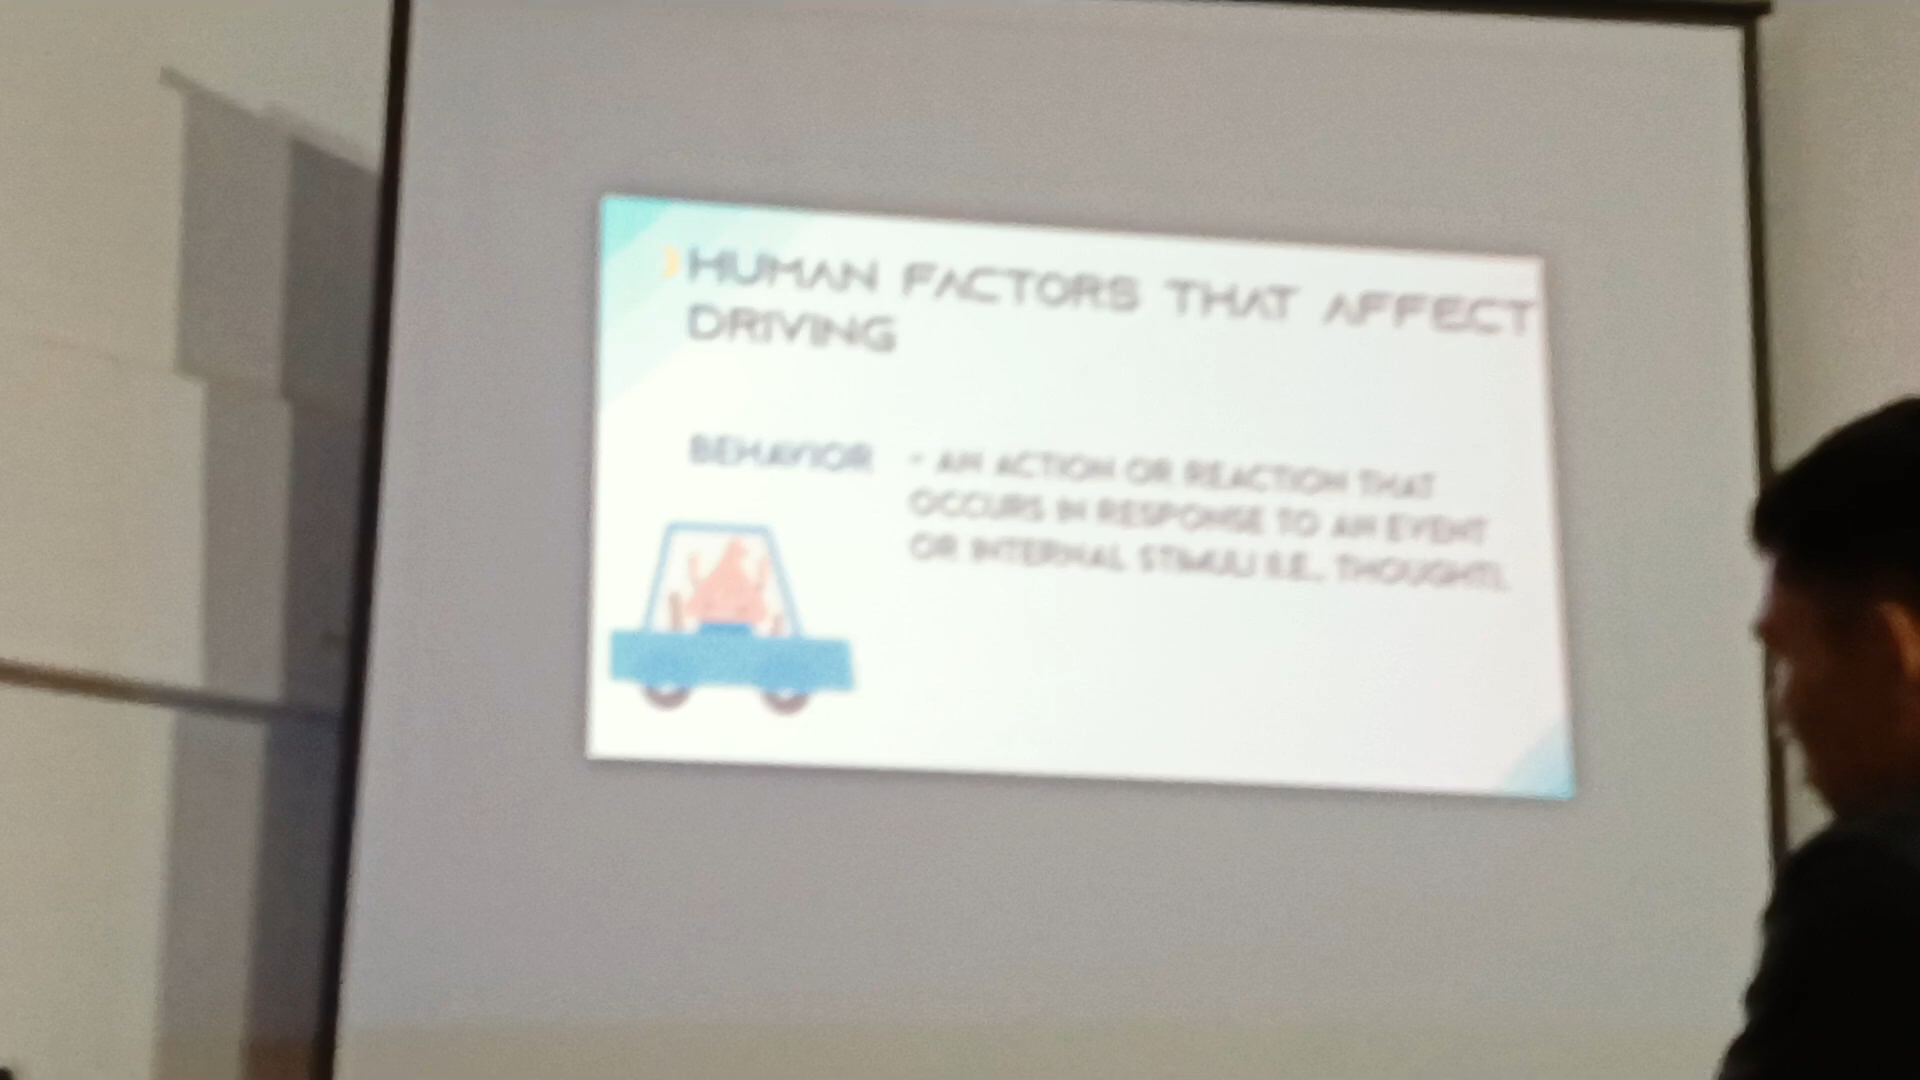 HUMAN FACTORS THAT AFFECT
DRIVING
BEHAVIOR - AN ACTION OR REACTION THAT
OCCURS IN RESPONSE TO AN EVENT
OR INTERNAL STIMULI (I.E., THOUGHT).